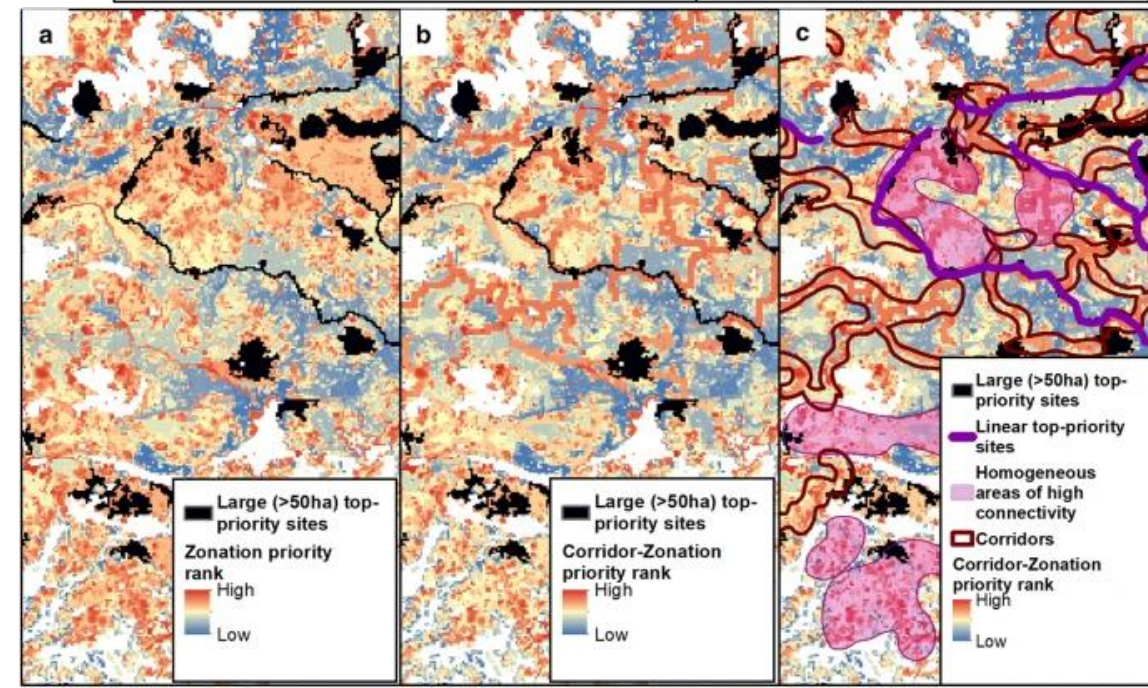 a
b
c
Large (>50ha) top-
priority sites
Zonation priority
rank
High
Low
Large (>50ha) top-
priority sites
Corridor-Zonation
priority rank
High
Low
Large (>50ha) top-
priority sites
Linear top-priority
sites
Homogeneous
areas of high
connectivity
Corridors
Corridor-Zonation
priority rank
High
Low